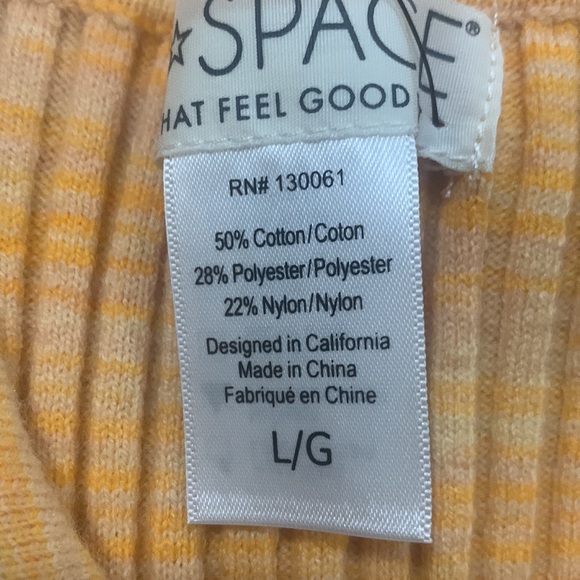 SPACE®
HAT FEEL GOOD
RN# 130061
50% Cotton/Coton
28% Polyester/Polyester
22% Nylon/Nylon
Designed in California
Made in China
Fabriqué en Chine
L/G